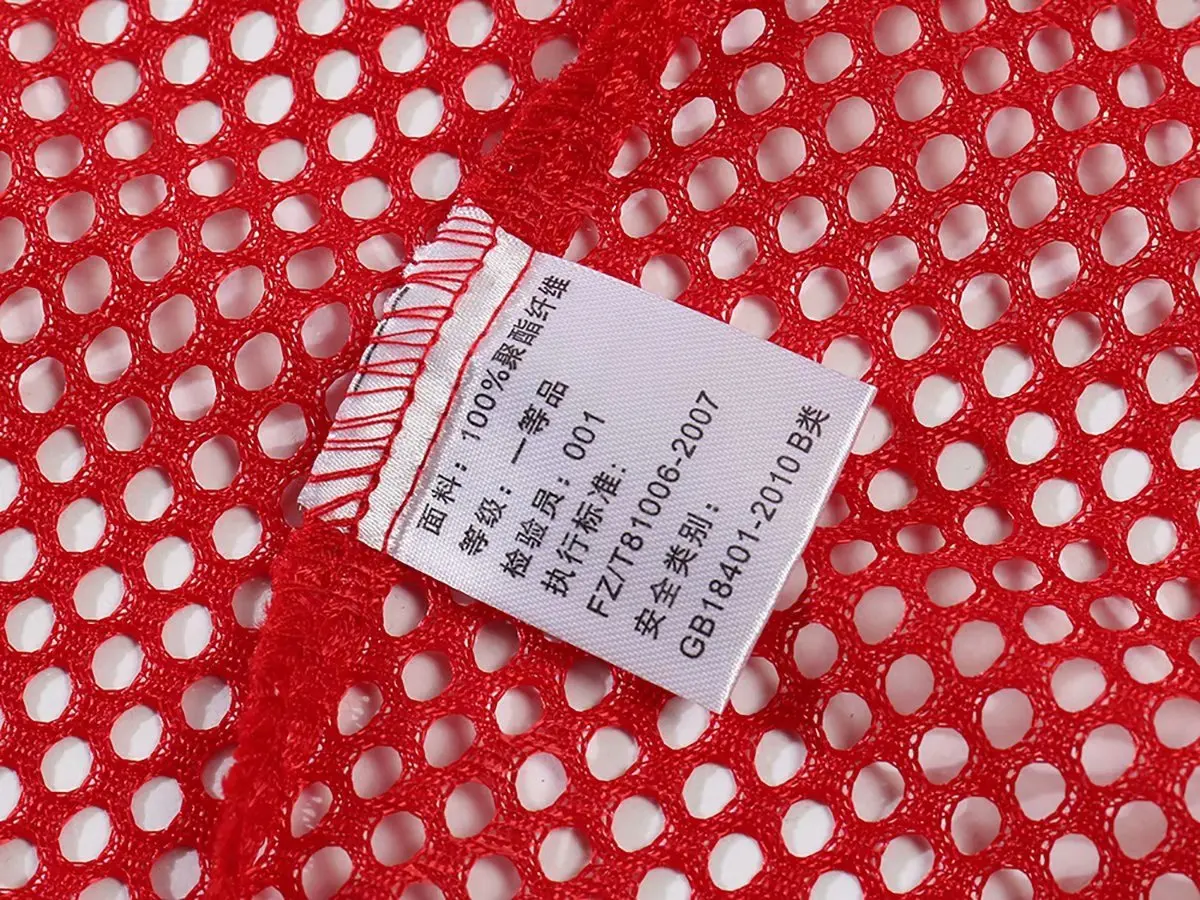 面料：100%聚酯纤维
等级：一等品
检验员：001
执行标准：
FZ/T81006-2007
安全类别：
GB18401-2010 B类